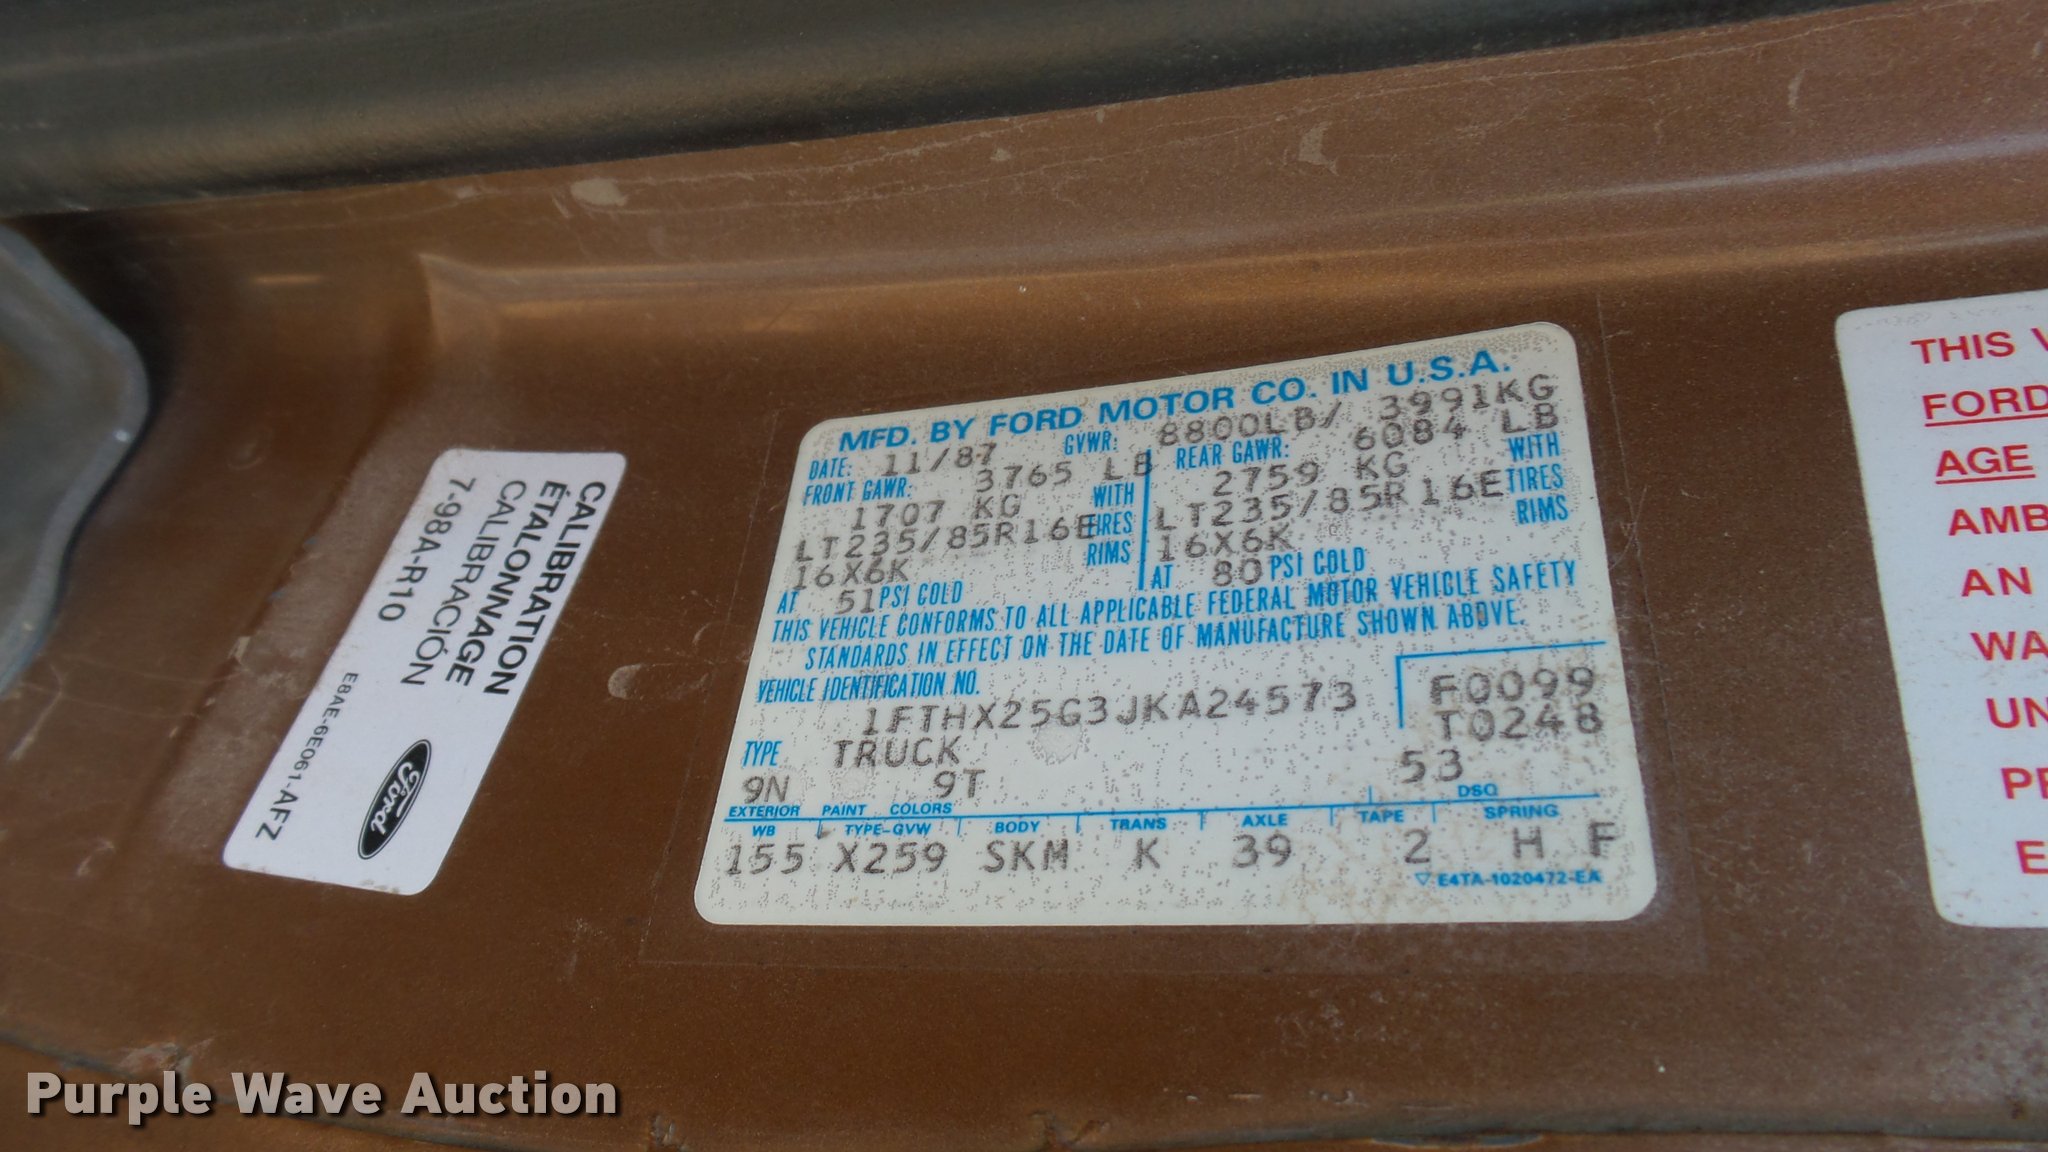 CALIBRATION
ÉTALONNAGE
CALIBRACIÓN
7-98A-R10
E8AE-6E061-AFZ
Ford
MFD. BY FORD MOTOR CO. IN U.S.A.
DATE: 11/87 GVWR: 8800LB/ 3991KG
FRONT GAWR: 3765 LB REAR GAWR: 6084 LB
1707 KG WITH 2759 KG WITH
LT235/85R16E TIRES LT235/85R16E TIRES
16X6K RIMS 16X6K RIMS
AT 51 PSI COLD AT 80 PSI COLD
THIS VEHICLE CONFORMS TO ALL APPLICABLE FEDERAL MOTOR VEHICLE SAFETY
STANDARDS IN EFFECT ON THE DATE OF MANUFACTURE SHOWN ABOVE.
VEHICLE IDENTIFICATION NO. F0099
1FTHX25G3JKA24573 T0248
TYPE TRUCK 53
9N 9T DSO
EXTERIOR PAINT COLORS
WB TYPE-GVW BODY TRANS AXLE TAPE SPRING
155 X259 SKM K 39 2 H F
E4TA-1020472-EA
THIS
FORD
AGE
AMB
AN
WA
UN
PR
E
Purple Wave Auction